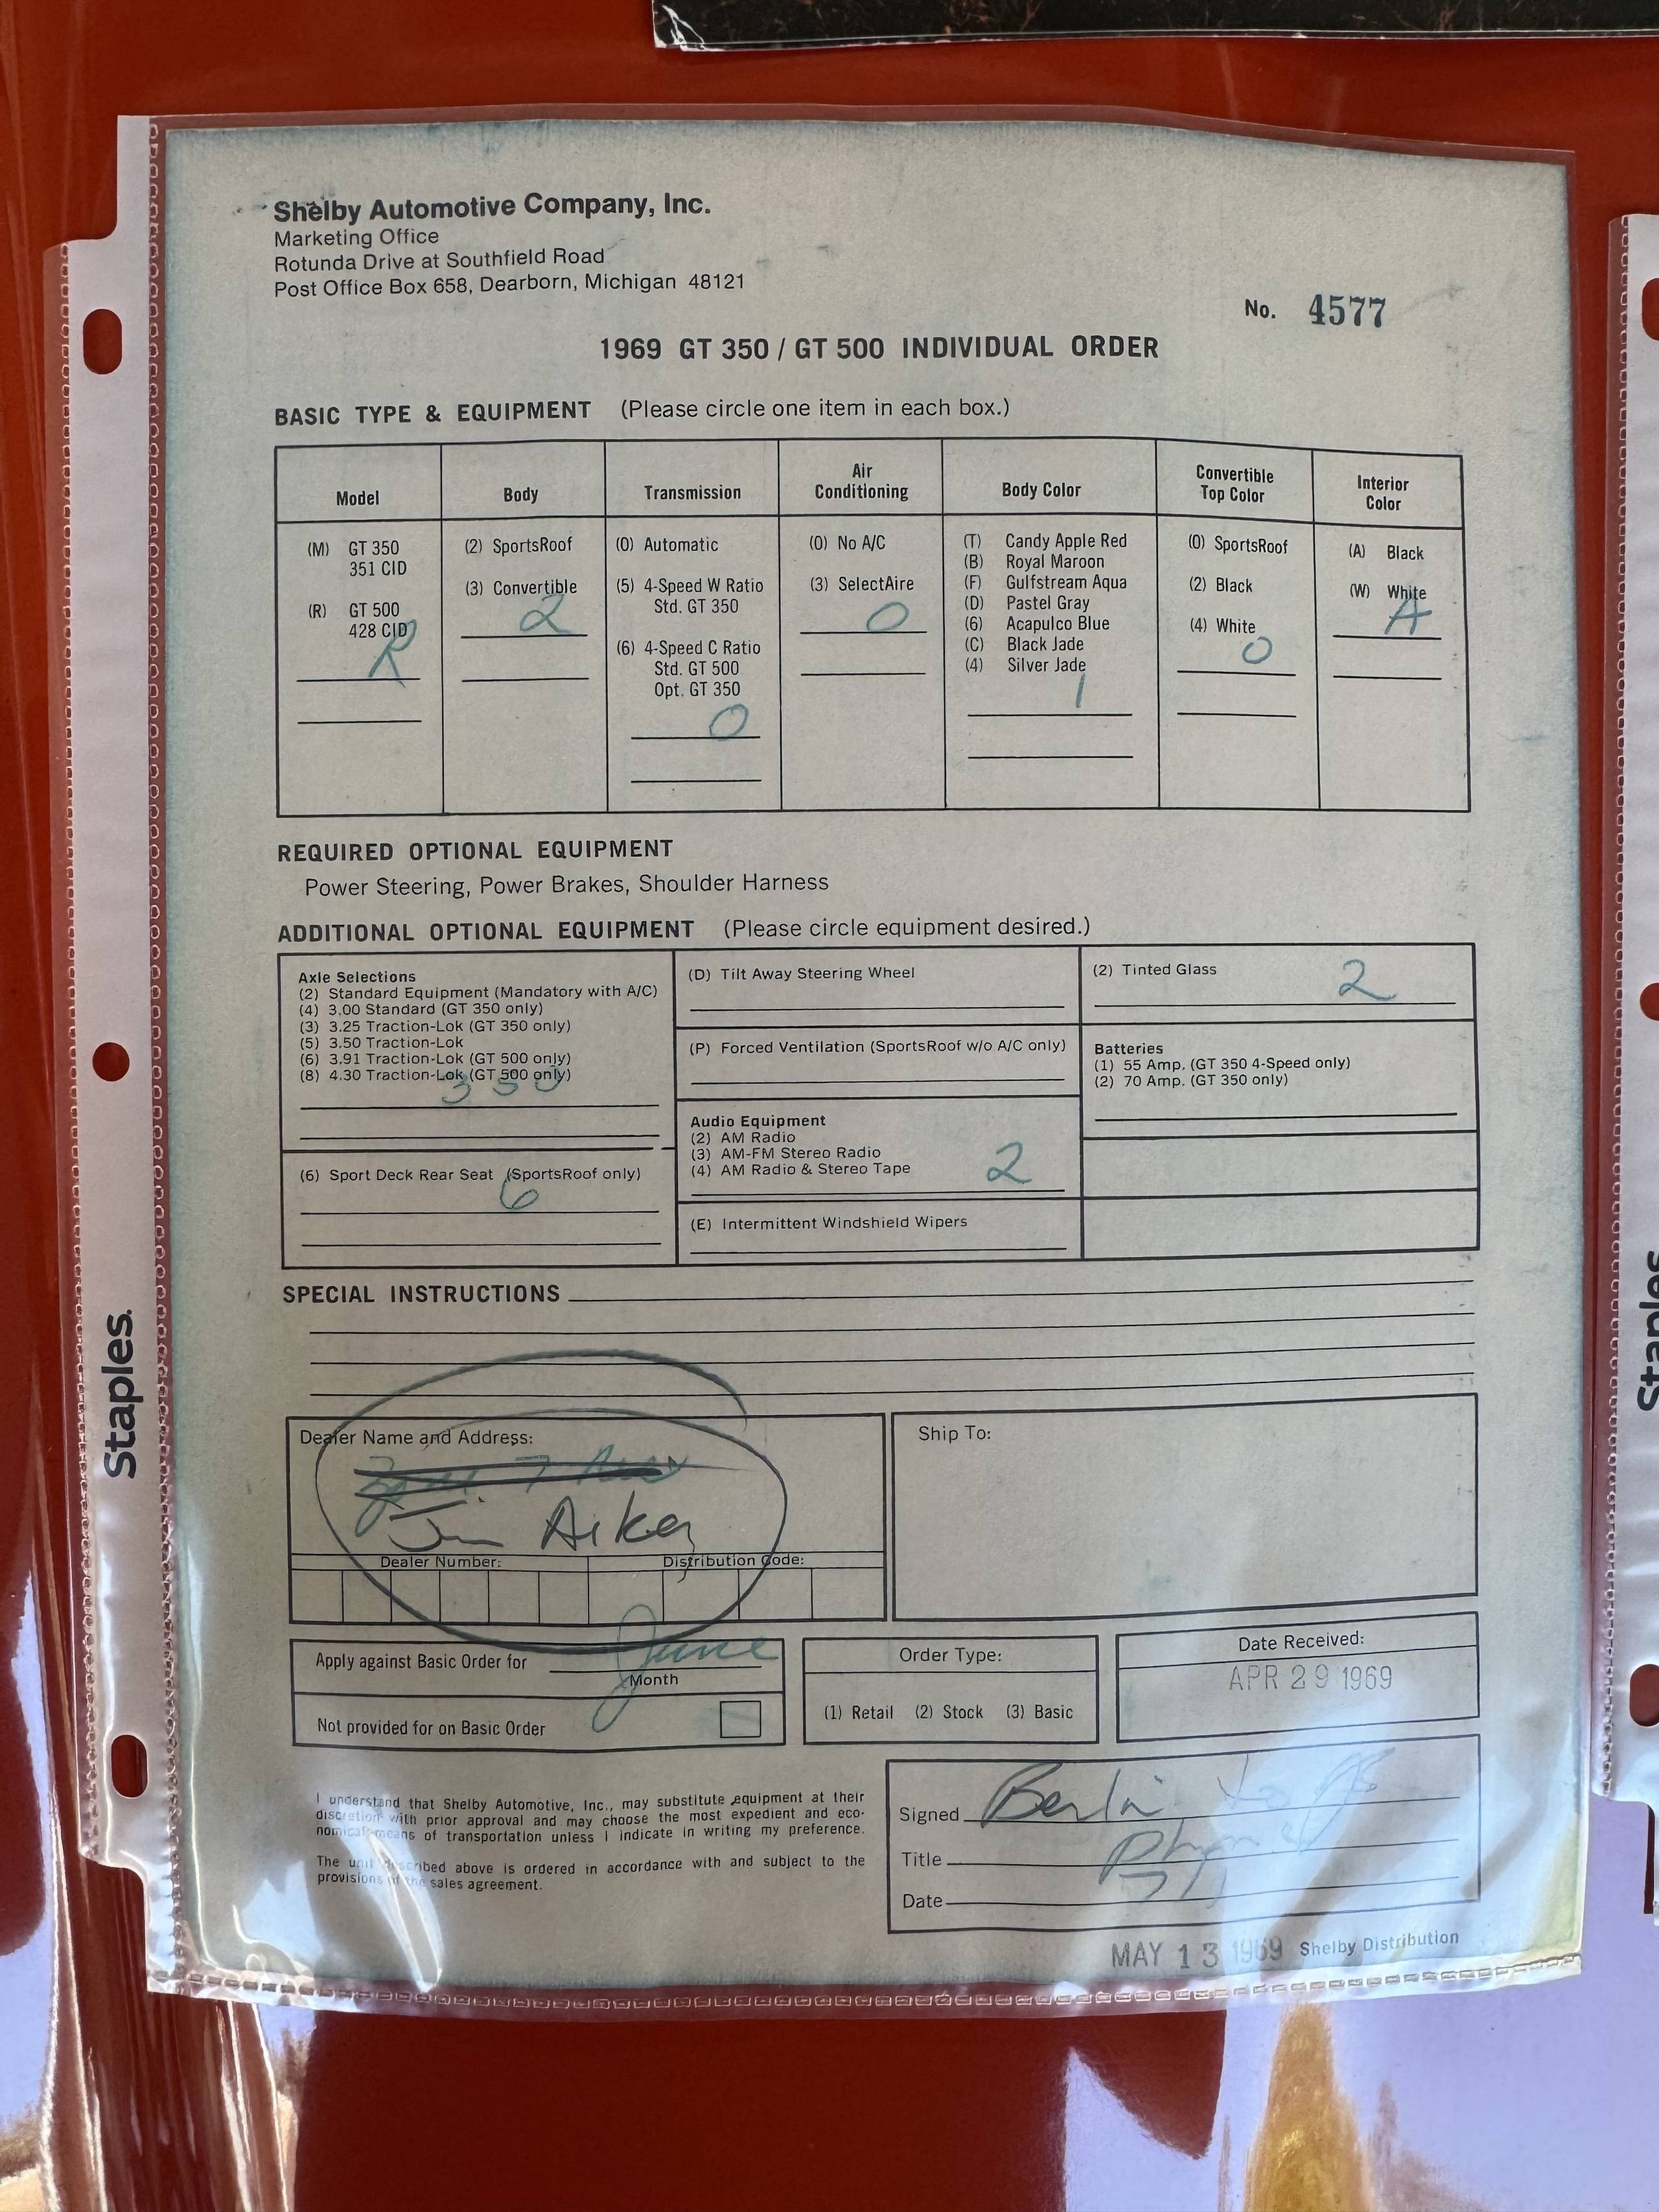 Shelby Automotive Company, Inc.
Marketing Office
Rotunda Drive at Southfield Road
Post Office Box 658, Dearborn, Michigan 48121
No. 4577
1969 GT 350 / GT 500 INDIVIDUAL ORDER
BASIC TYPE & EQUIPMENT (Please circle one item in each box.)
Model
(M) GT 350
351 CID
(R) GT 500
428 CID
R
Body
(2) SportsRoof
(3) Convertible
2
Transmission
(0) Automatic
(5) 4-Speed W Ratio
Std. GT 350
(6) 4-Speed C Ratio
Std. GT 500
Opt. GT 350
0
Air
Conditioning
(0) No A/C
(3) SelectAire
0
Body Color
(T) Candy Apple Red
(B) Royal Maroon
(F) Gulfstream Aqua
(D) Pastel Gray
(6) Acapulco Blue
(C) Black Jade
(4) Silver Jade
1
Convertible
Top Color
(0) SportsRoof
(2) Black
(4) White
0
Interior
Color
(A) Black
(W) White
A
REQUIRED OPTIONAL EQUIPMENT
Power Steering, Power Brakes, Shoulder Harness
ADDITIONAL OPTIONAL EQUIPMENT (Please circle equipment desired.)
Axle Selections
(2) Standard Equipment (Mandatory with A/C)
(4) 3.00 Standard (GT 350 only)
(3) 3.25 Traction-Lok (GT 350 only)
(5) 3.50 Traction-Lok
(6) 3.91 Traction-Lok (GT 500 only)
(8) 4.30 Traction-Lok (GT 500 only)
350
(6) Sport Deck Rear Seat (SportsRoof only)
6
(D) Tilt Away Steering Wheel
(P) Forced Ventilation (SportsRoof w/o A/C only)
Audio Equipment
(2) AM Radio
(3) AM-FM Stereo Radio
(4) AM Radio & Stereo Tape
2
(E) Intermittent Windshield Wipers
(2) Tinted Glass
2
Batteries
(1) 55 Amp. (GT 350 4-Speed only)
(2) 70 Amp. (GT 350 only)
SPECIAL INSTRUCTIONS
Dealer Name and Address:
Jim Aiker
Dealer Number: Distribution Code:
Ship To:
Apply against Basic Order for June
Month
Not provided for on Basic Order
Order Type:
(1) Retail (2) Stock (3) Basic
Date Received:
APR 29 1969
I understand that Shelby Automotive, Inc., may substitute equipment at their
discretion with prior approval and may choose the most expedient and eco-
nomical means of transportation unless I indicate in writing my preference.
The unit described above is ordered in accordance with and subject to the
provisions of the sales agreement.
Signed
Title
Date
MAY 13 1969 Shelby Distribution
Staples.
Staples